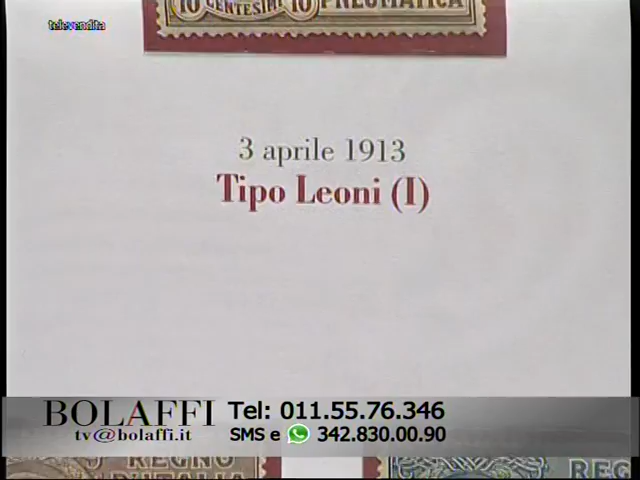 10 CENTESIMI 10 PNEUMATICA
televendita
3 aprile 1913
Tipo Leoni (I)
BOLAFFI
tv@bolaffi.it
Tel: 011.55.76.346
SMS e 342.830.00.90
REGNO
D'ITALIA
REG